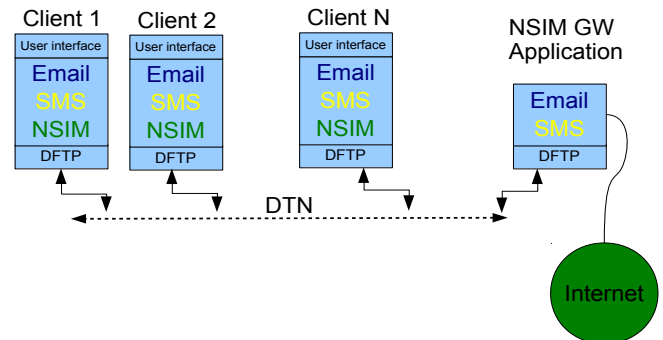 Client 1
User interface
Email
SMS
NSIM
DFTP
Client 2
User interface
Email
SMS
NSIM
DFTP
Client N
User interface
Email
SMS
NSIM
DFTP
NSIM GW
Application
Email
SMS
DFTP
DTN
Internet